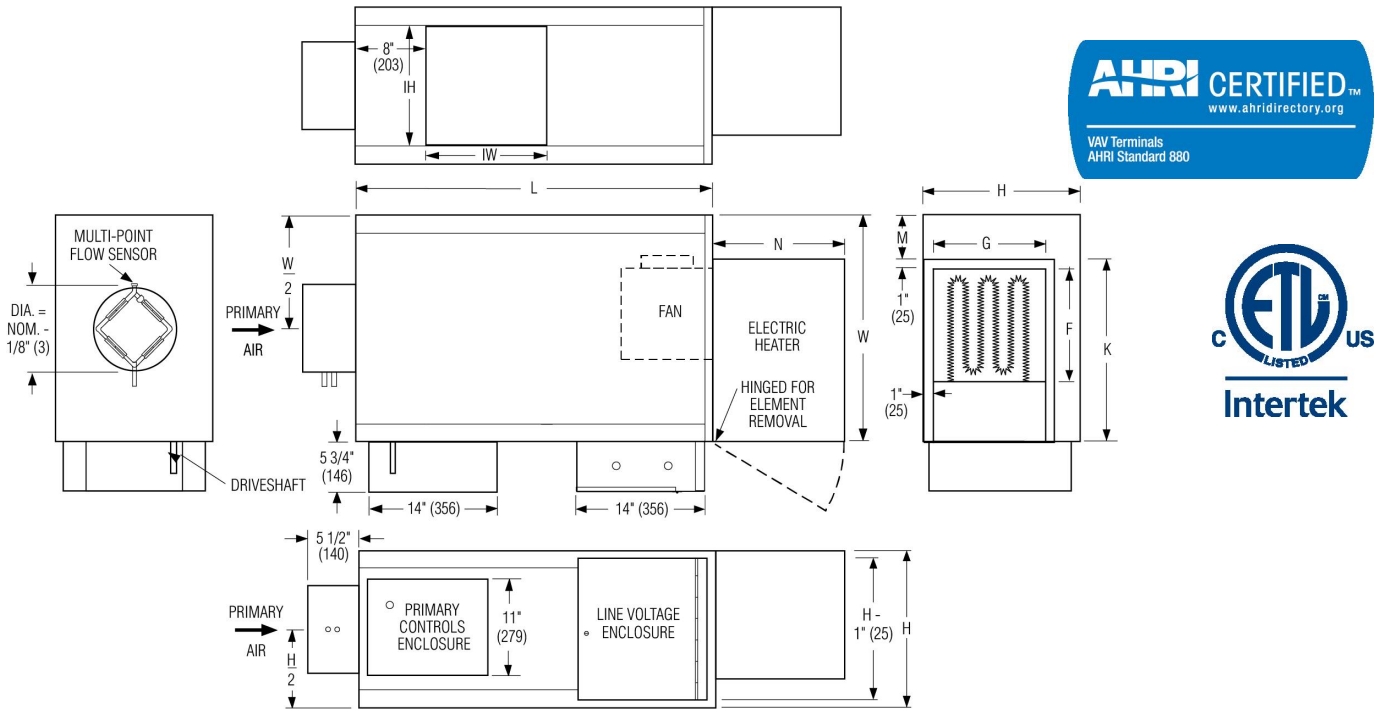 8"
(203)
IH
IW
AHRI CERTIFIED™
www.ahridirectory.org
VAV Terminals
AHRI Standard 880
L
H
MULTI-POINT
FLOW SENSOR
DIA. =
NOM. -
1/8" (3)
W
2
PRIMARY
AIR
FAN
N
ELECTRIC
HEATER
HINGED FOR
ELEMENT
REMOVAL
W
M
G
1"
(25)
F
K
1"
(25)
C
ETL
CM
LISTED
US
Intertek
DRIVESHAFT
5 3/4"
(146)
14" (356)
14" (356)
5 1/2"
(140)
PRIMARY
AIR
H
2
PRIMARY
CONTROLS
ENCLOSURE
11"
(279)
LINE VOLTAGE
ENCLOSURE
H -
1" (25)
H